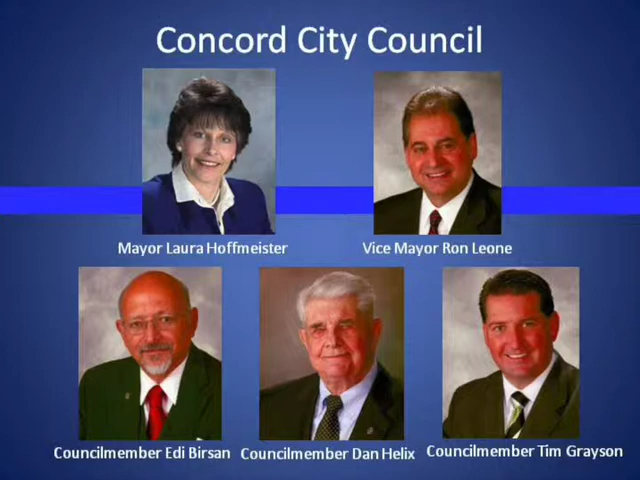 Concord City Council
Mayor Laura Hoffmeister
Vice Mayor Ron Leone
Councilmember Edi Birsan
Councilmember Dan Helix
Councilmember Tim Grayson